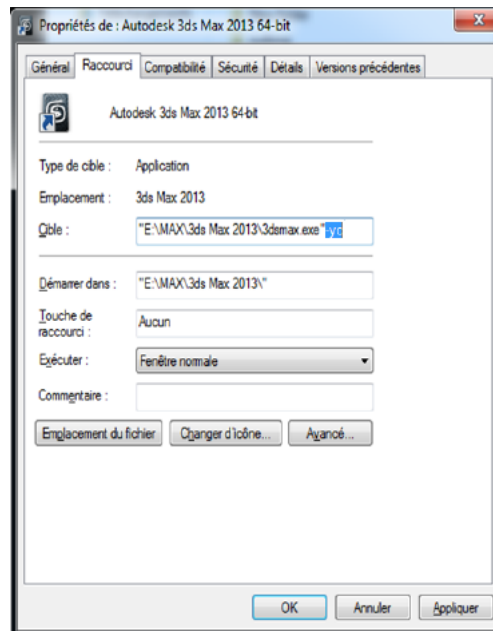 Propriétés de : Autodesk 3ds Max 2013 64-bit
Général Raccourci Compatibilité Sécurité Détails Versions précédentes
Autodesk 3ds Max 2013 64-bit
Type de cible : Application
Emplacement : 3ds Max 2013
Cible : "E:\MAX\3ds Max 2013\3dsmax.exe"-yc
Démarrer dans : "E:\MAX\3ds Max 2013\"
Touche de
raccourci : Aucun
Exécuter : Fenêtre normale
Commentaire :
Emplacement du fichier Changer d'icône... Avancé...
OK Annuler Appliquer